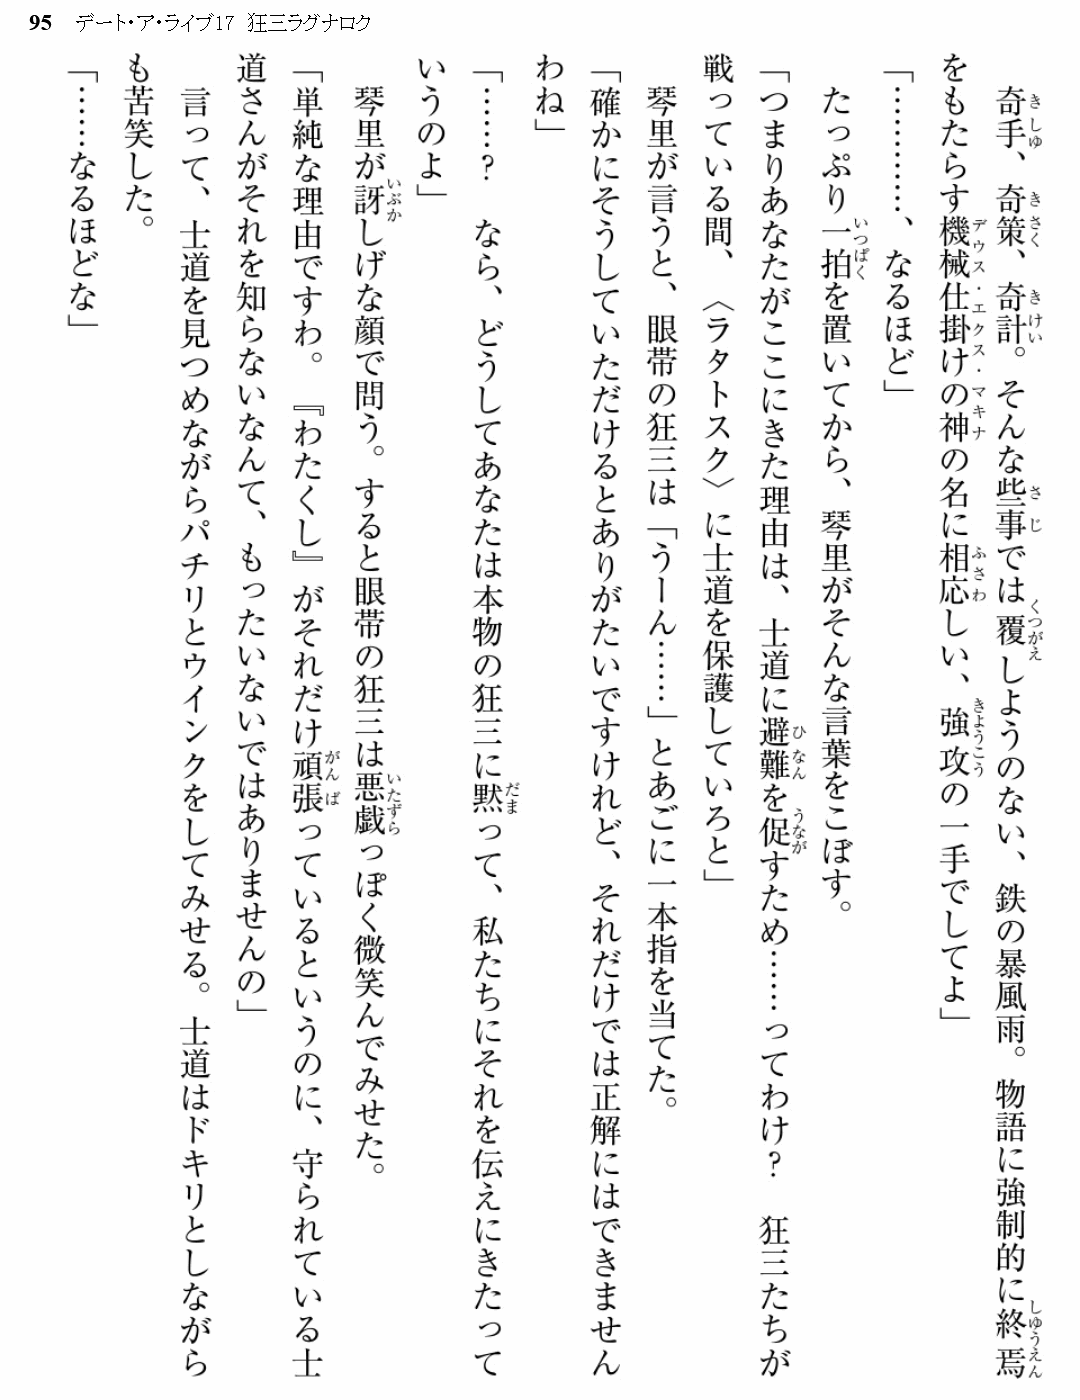 95 デート・ア・ライブ17 狂三ラグナロク
奇手、奇策、奇計。そんな些事では覆しようのない、鉄の暴風雨。物語に強制的に終焉
をもたらす機械仕掛けの神の名に相応しい、強攻の一手でしてよ」
「…………、なるほど」
たっぷり一拍を置いてから、琴里がそんな言葉をこぼす。
「つまりあなたがここにきた理由は、士道に避難を促すため……ってわけ？　狂三たちが
戦っている間、〈ラタトスク〉に士道を保護していろと」
琴里が言うと、眼帯の狂三は「うーん……」とあごに一本指を当てた。
「確かにそうしていただけるとありがたいですけれど、それだけでは正解にはできません
わね」
「……？　なら、どうしてあなたは本物の狂三に黙って、私たちにそれを伝えにきたって
いうのよ」
琴里が訝しげな顔で問う。すると眼帯の狂三は悪戯っぽく微笑んでみせた。
「単純な理由ですわ。『わたくし』がそれだけ頑張っているというのに、守られている士
道さんがそれを知らないなんて、もったいないではありませんの」
言って、士道を見つめながらパチリとウインクをしてみせる。士道はドキリとしながら
も苦笑した。
「……なるほどな」